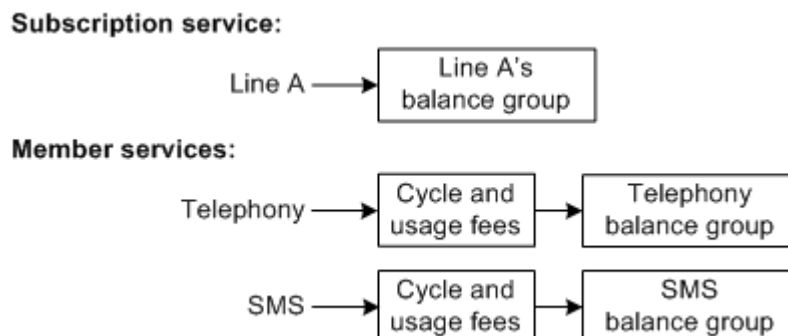 Subscription service:
Line A
Line A's
balance group
Member services:
Telephony
Cycle and
usage fees
Telephony
balance group
SMS
Cycle and
usage fees
SMS
balance group